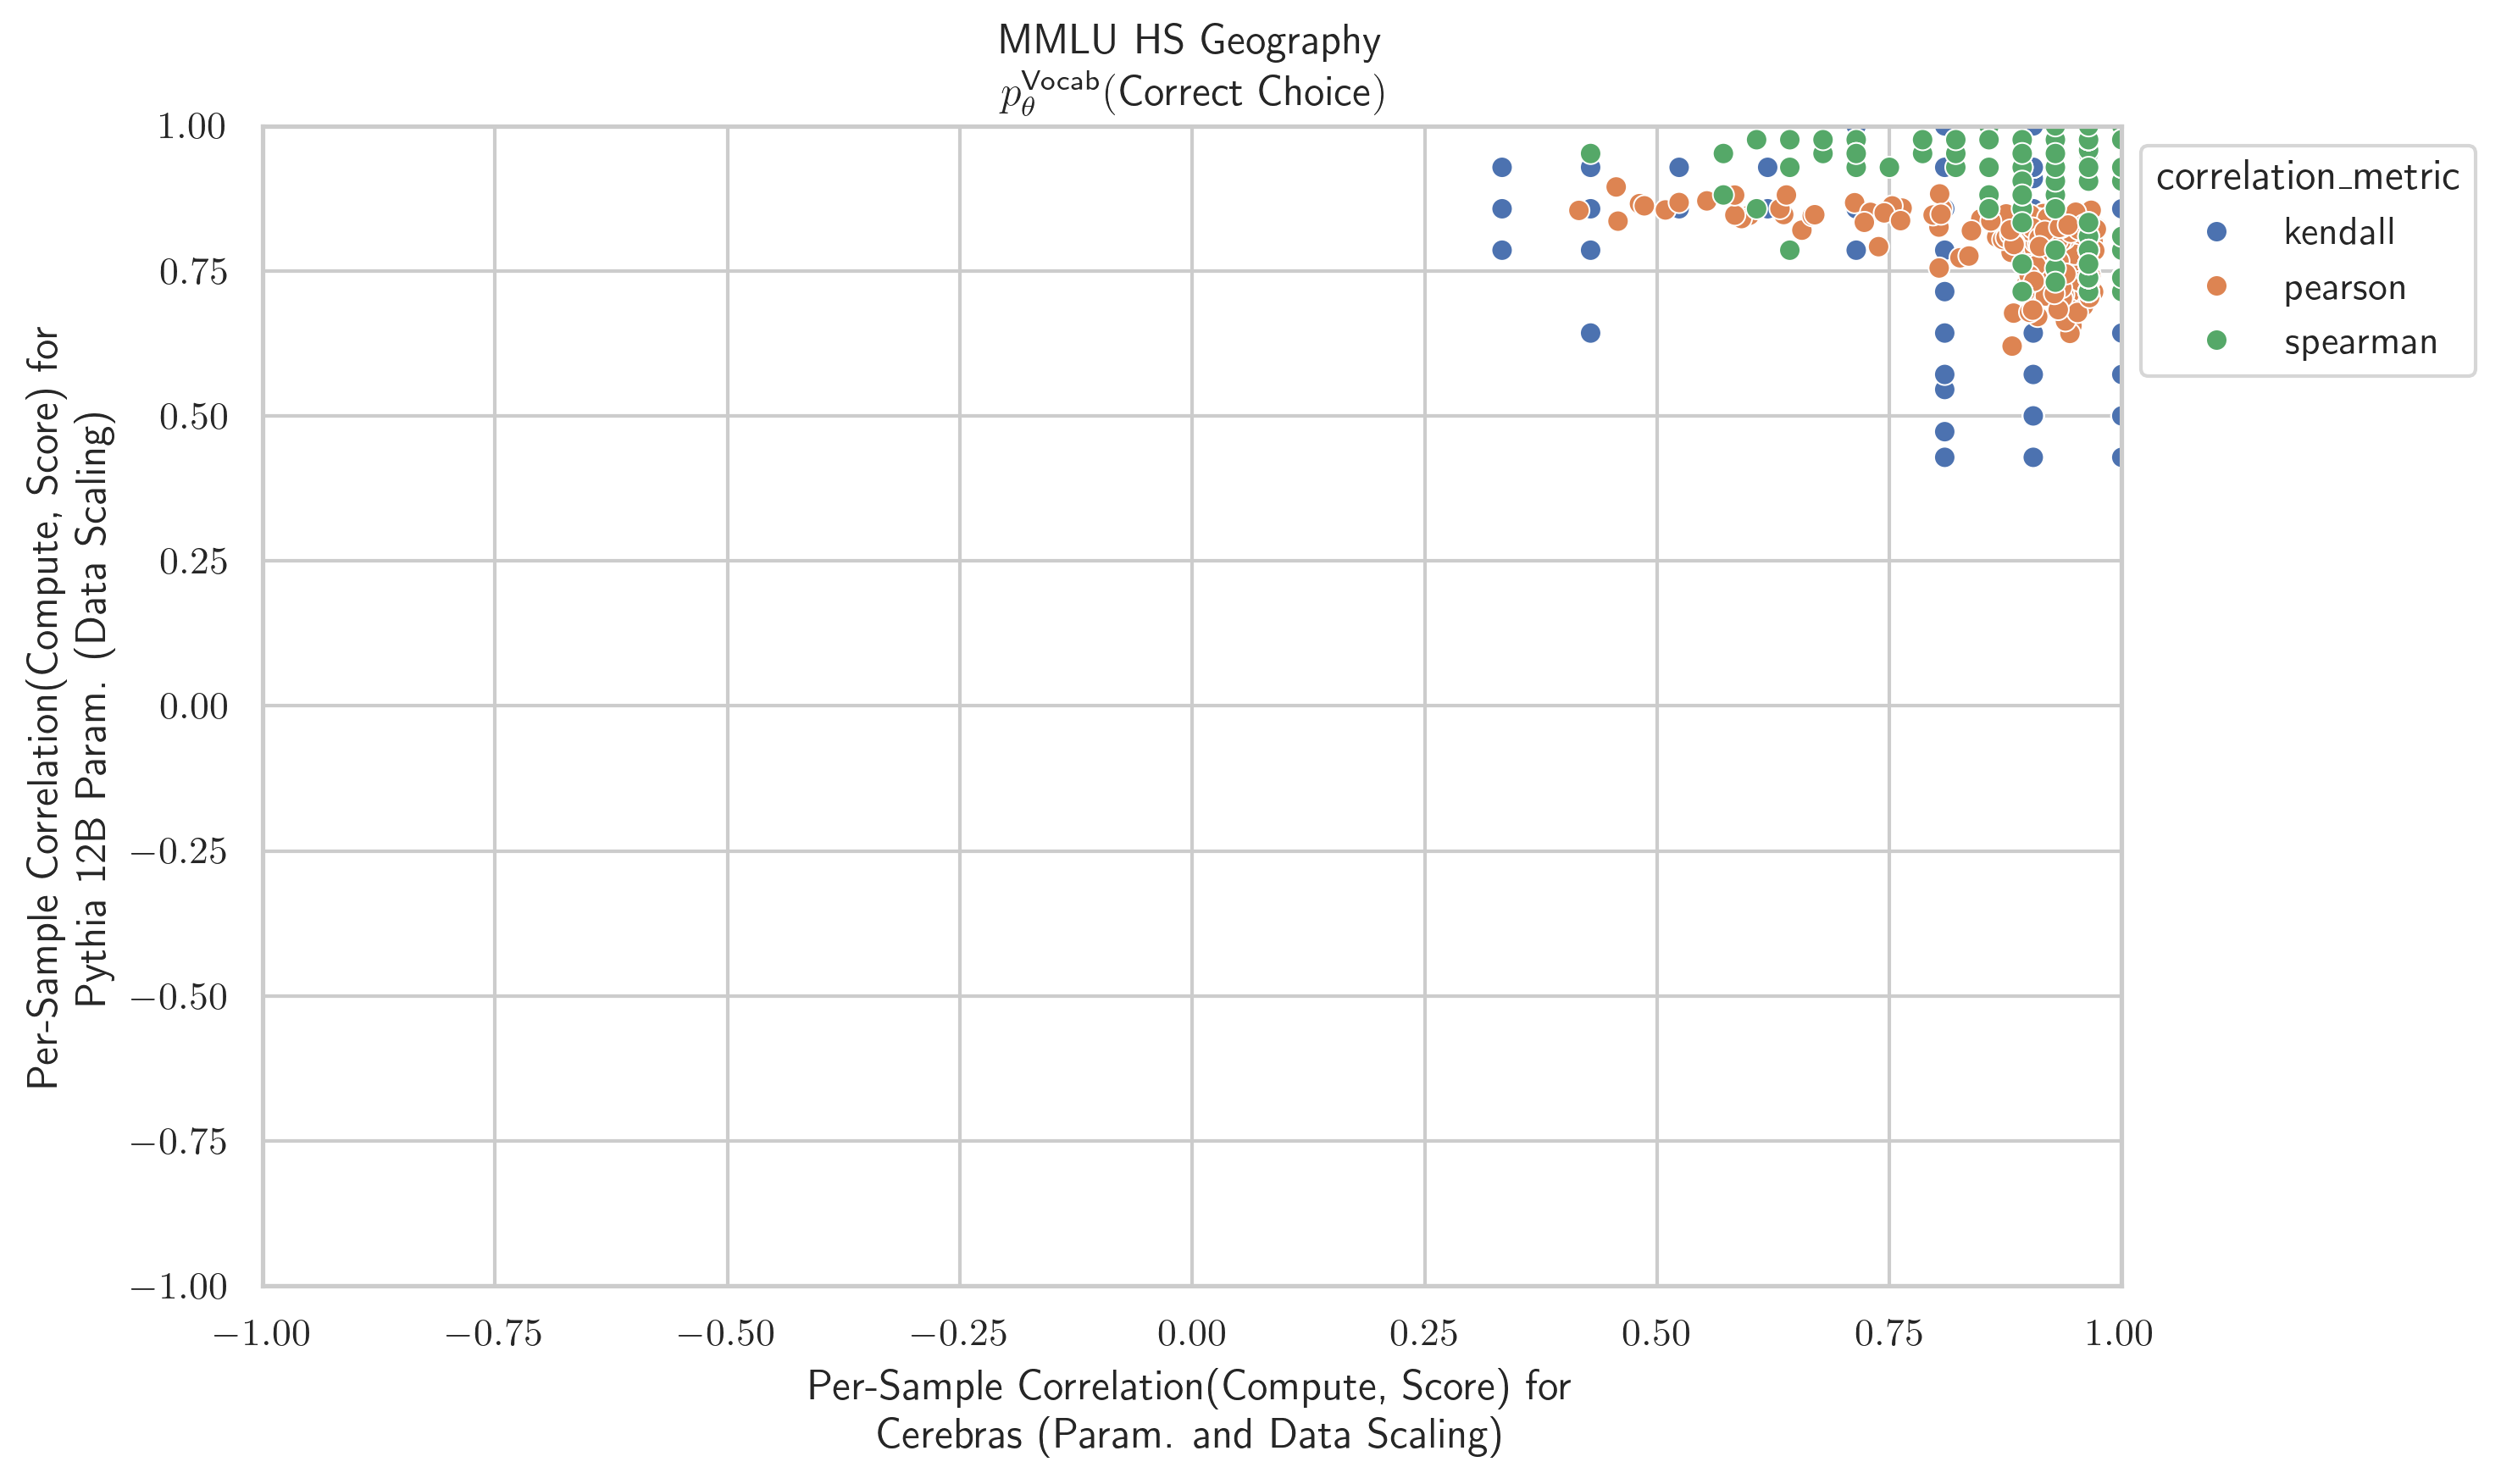 MMLU HS Geography
p_θ^Vocab(Correct Choice)
1.00
0.75
0.50
0.25
0.00
−0.25
−0.50
−0.75
−1.00
Per-Sample Correlation(Compute, Score) for
Pythia 12B Param. (Data Scaling)
correlation_metric
kendall
pearson
spearman
−1.00 −0.75 −0.50 −0.25 0.00 0.25 0.50 0.75 1.00
Per-Sample Correlation(Compute, Score) for
Cerebras (Param. and Data Scaling)